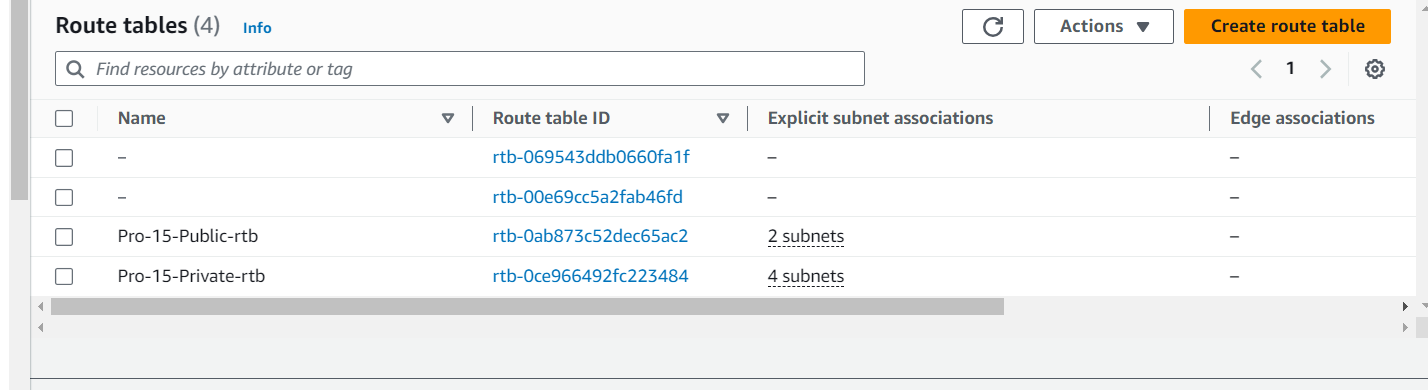 Route tables (4) Info Actions Create route table
Find resources by attribute or tag 1
Name Route table ID Explicit subnet associations Edge associations
– rtb-069543ddb0660fa1f – –
– rtb-00e69cc5a2fab46fd – –
Pro-15-Public-rtb rtb-0ab873c52dec65ac2 2 subnets –
Pro-15-Private-rtb rtb-0ce966492fc223484 4 subnets –